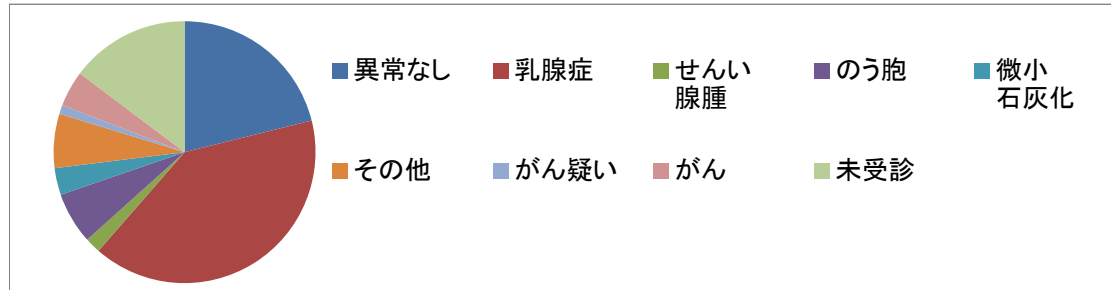 異常なし
乳腺症
せんい
腺腫
のう胞
微小
石灰化
その他
がん疑い
がん
未受診